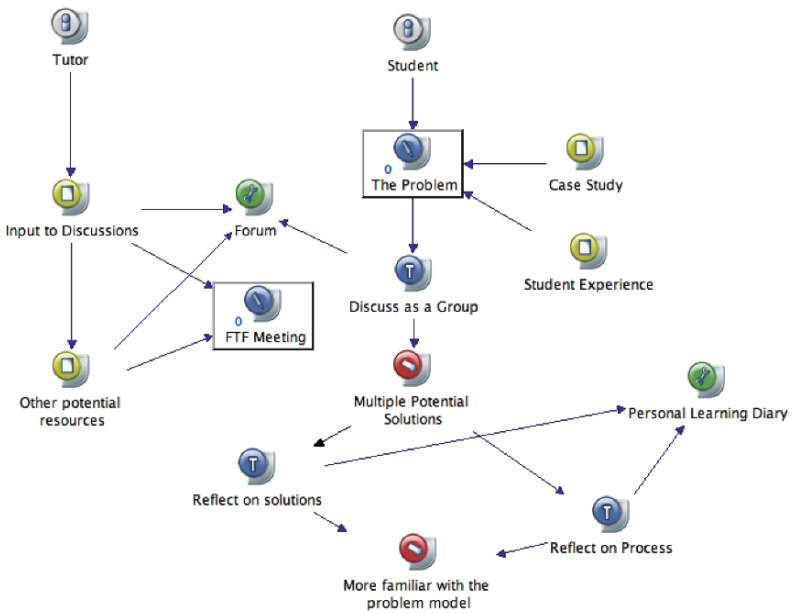 Tutor
Student
0
The Problem
Case Study
Input to Discussions
Forum
Student Experience
T
Discuss as a Group
0
FTF Meeting
Other potential
resources
Multiple Potential
Solutions
Personal Learning Diary
T
Reflect on solutions
T
Reflect on Process
More familiar with the
problem model